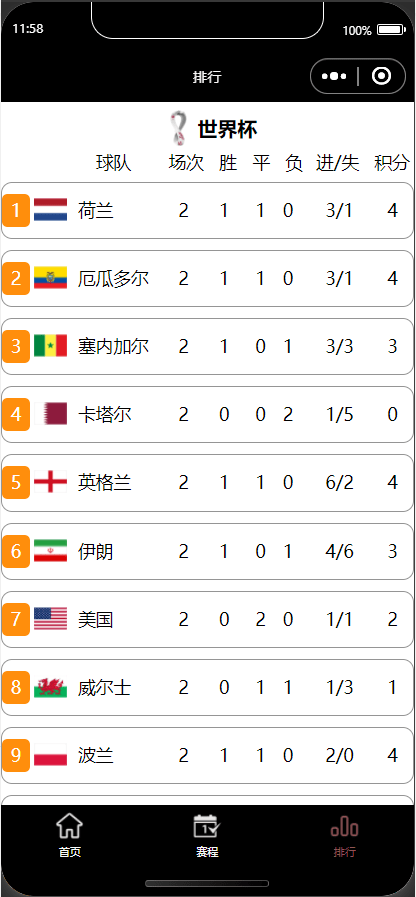 11:58 100%
排行
世界杯
球队 场次 胜 平 负 进/失 积分
1 荷兰 2 1 1 0 3/1 4
2 厄瓜多尔 2 1 1 0 3/1 4
3 塞内加尔 2 1 0 1 3/3 3
4 卡塔尔 2 0 0 2 1/5 0
5 英格兰 2 1 1 0 6/2 4
6 伊朗 2 1 0 1 4/6 3
7 美国 2 0 2 0 1/1 2
8 威尔士 2 0 1 1 1/3 1
9 波兰 2 1 1 0 2/0 4
1
首页 赛程 排行